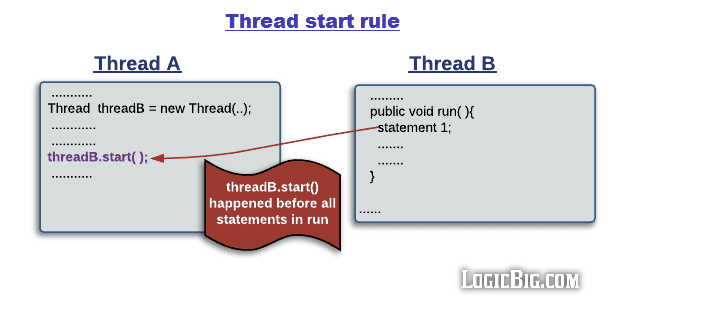 Thread start rule
Thread A
...........
Thread  threadB = new Thread(..);
............
............
threadB.start( );
...........
Thread B
.........
public void run( ){
statement 1;
.......
.......
}
......
threadB.start()
happened before all
statements in run
LogicBig.com